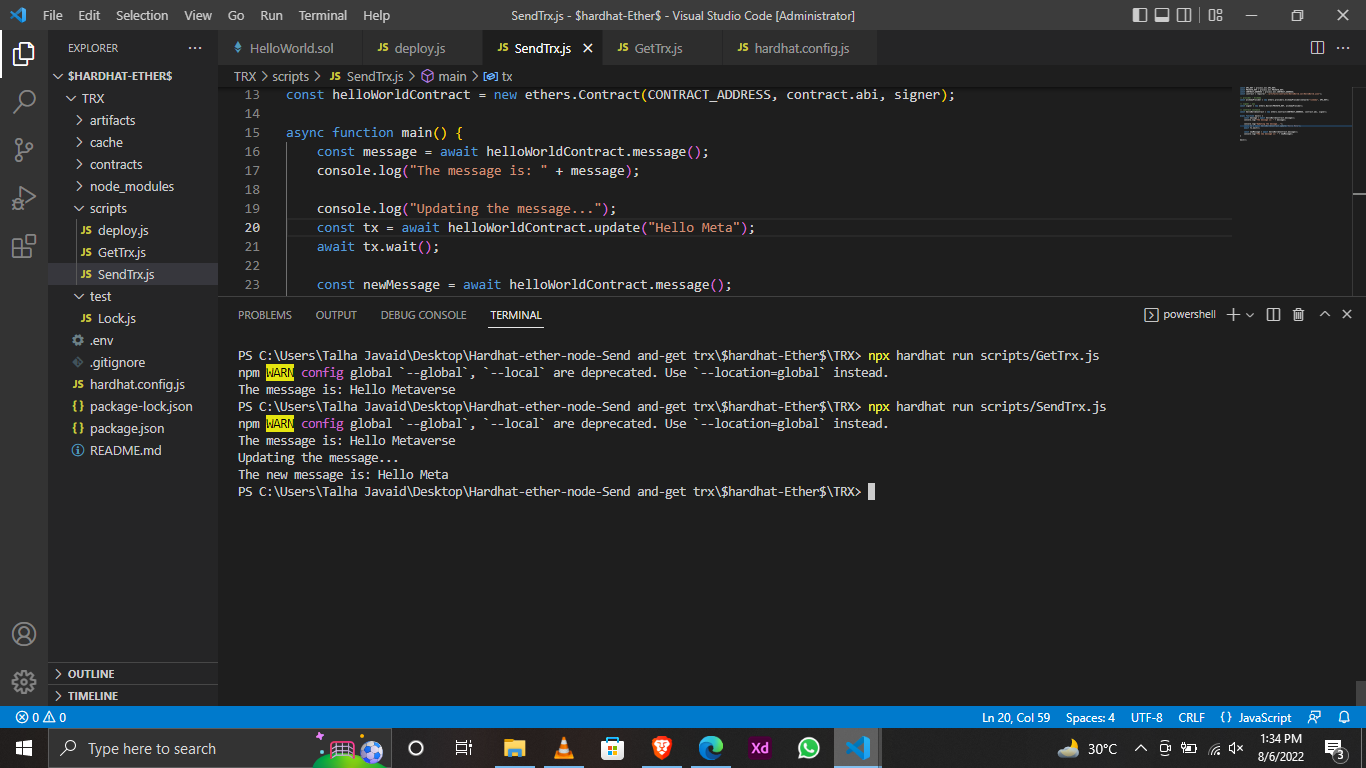 File Edit Selection View Go Run Terminal Help SendTrx.js - $hardhat-Ether$ - Visual Studio Code [Administrator]
EXPLORER ···
$HARDHAT-ETHER$
TRX
artifacts
cache
contracts
node_modules
scripts
JS deploy.js
JS GetTrx.js
JS SendTrx.js
test
JS Lock.js
.env
.gitignore
JS hardhat.config.js
{} package-lock.json
{} package.json
README.md
OUTLINE
TIMELINE
HelloWorld.sol JS deploy.js JS SendTrx.js JS GetTrx.js JS hardhat.config.js
TRX > scripts > JS SendTrx.js > main > tx
13 const helloWorldContract = new ethers.Contract(CONTRACT_ADDRESS, contract.abi, signer);
14
15 async function main() {
16 const message = await helloWorldContract.message();
17 console.log("The message is: " + message);
18
19 console.log("Updating the message...");
20 const tx = await helloWorldContract.update("Hello Meta");
21 await tx.wait();
22
23 const newMessage = await helloWorldContract.message();
PROBLEMS OUTPUT DEBUG CONSOLE TERMINAL powershell
PS C:\Users\Talha Javaid\Desktop\Hardhat-ether-node-Send and-get trx\$hardhat-Ether$\TRX> npx hardhat run scripts/GetTrx.js
npm WARN config global `--global`, `--local` are deprecated. Use `--location=global` instead.
The message is: Hello Metaverse
PS C:\Users\Talha Javaid\Desktop\Hardhat-ether-node-Send and-get trx\$hardhat-Ether$\TRX> npx hardhat run scripts/SendTrx.js
npm WARN config global `--global`, `--local` are deprecated. Use `--location=global` instead.
The message is: Hello Metaverse
Updating the message...
The new message is: Hello Meta
PS C:\Users\Talha Javaid\Desktop\Hardhat-ether-node-Send and-get trx\$hardhat-Ether$\TRX>
0 0 Ln 20, Col 59 Spaces: 4 UTF-8 CRLF {} JavaScript
Type here to search Xd 30°C 1:34 PM
8/6/2022 3